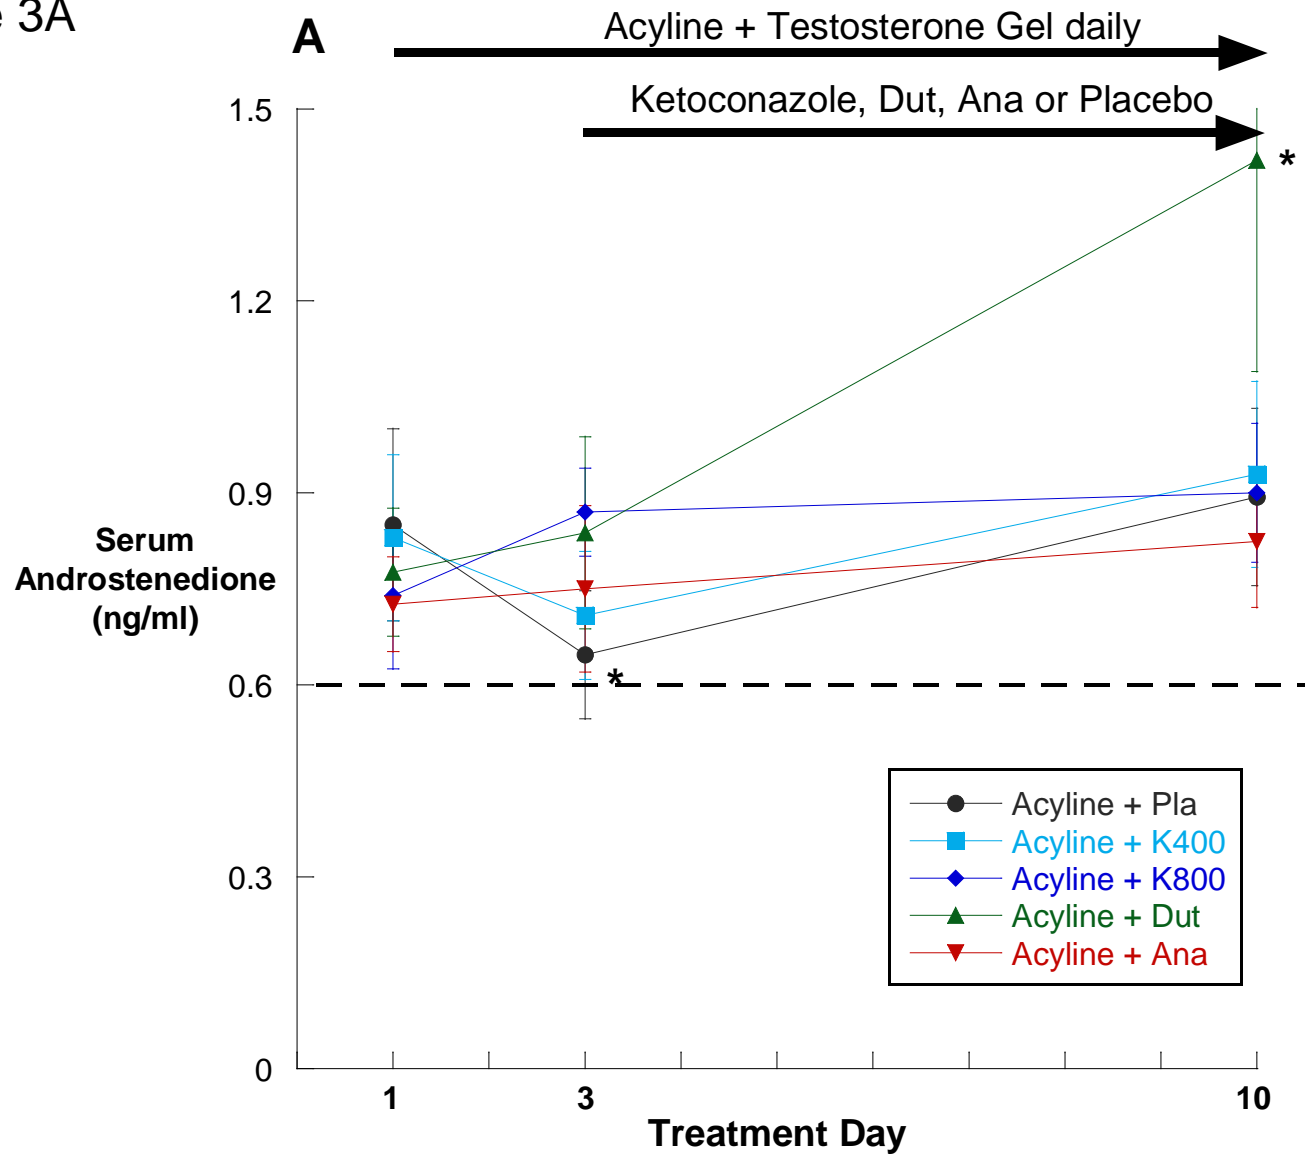 3A
A
Acyline + Testosterone Gel daily
Ketoconazole, Dut, Ana or Placebo
1.5
*
1.2
0.9
Serum
Androstenedione
(ng/ml)
*
0.6
Acyline + Pla
Acyline + K400
Acyline + K800
Acyline + Dut
Acyline + Ana
0.3
0
1
3
10
Treatment Day